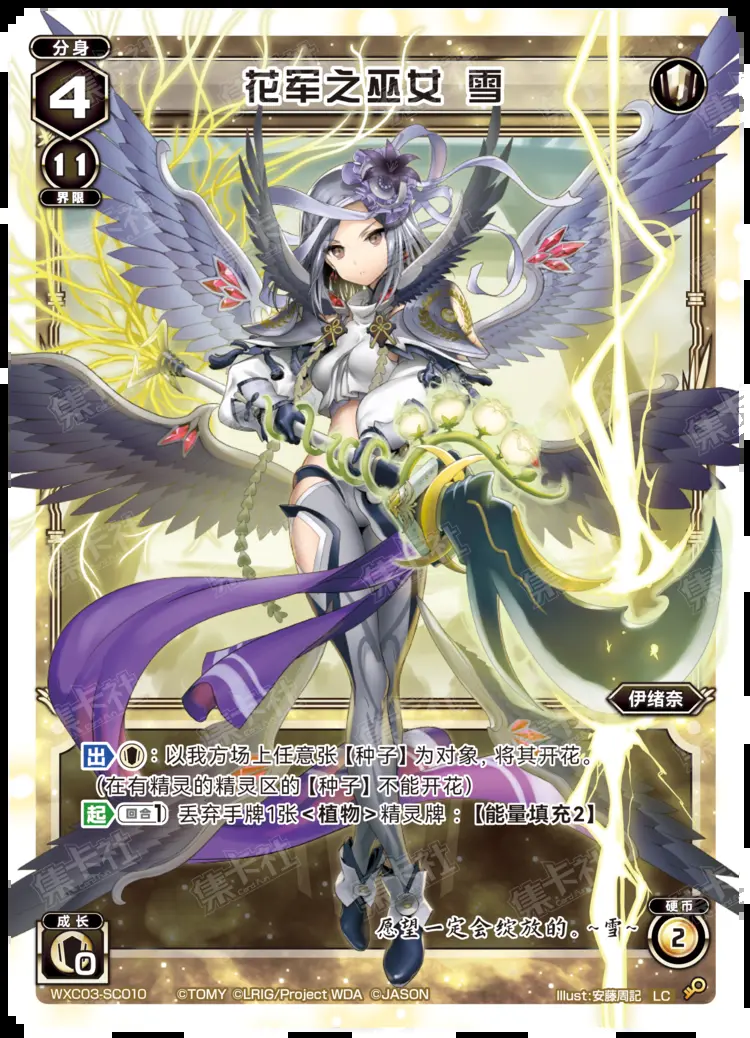 分身
4
花军之巫女 雪
11
界限
伊绪奈
出 :以我方场上任意张【种子】为对象,将其开花。
(在有精灵的精灵区的【种子】不能开花)
起 回合1 丢弃手牌1张<植物>精灵牌:【能量填充2】
愿望一定会绽放的。~雪~
成长
0
硬币
2
WXC03-SC010 ©TOMY ©LRIG/Project WDA ©JASON Illust:安藤周記 LC
集卡社